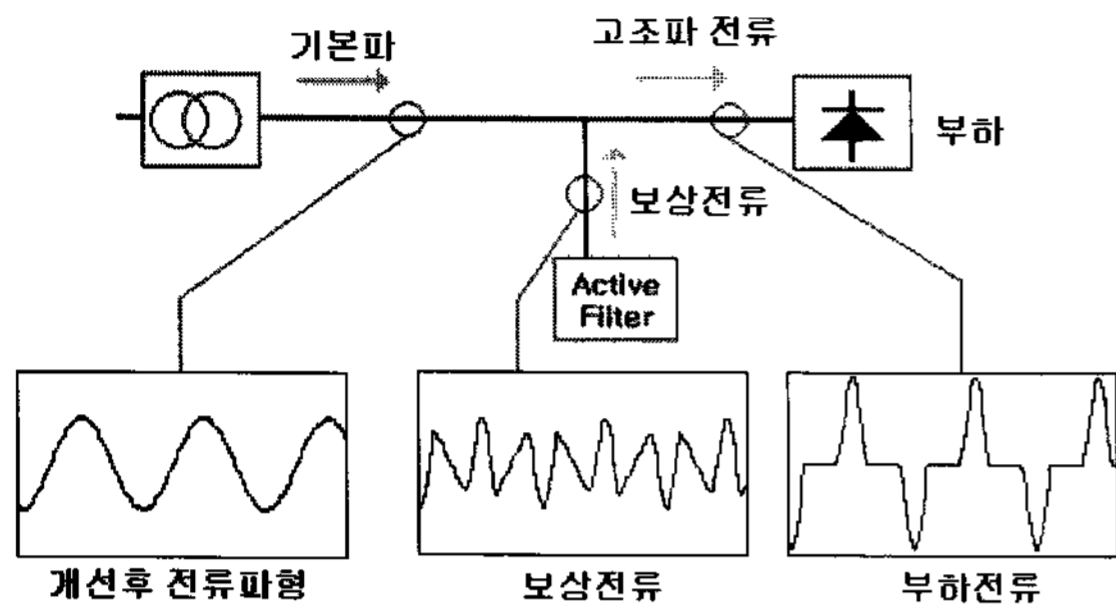 기본파
고조파 전류
부하
보상전류
Active
Filter
개선후 전류파형
보상전류
부하전류